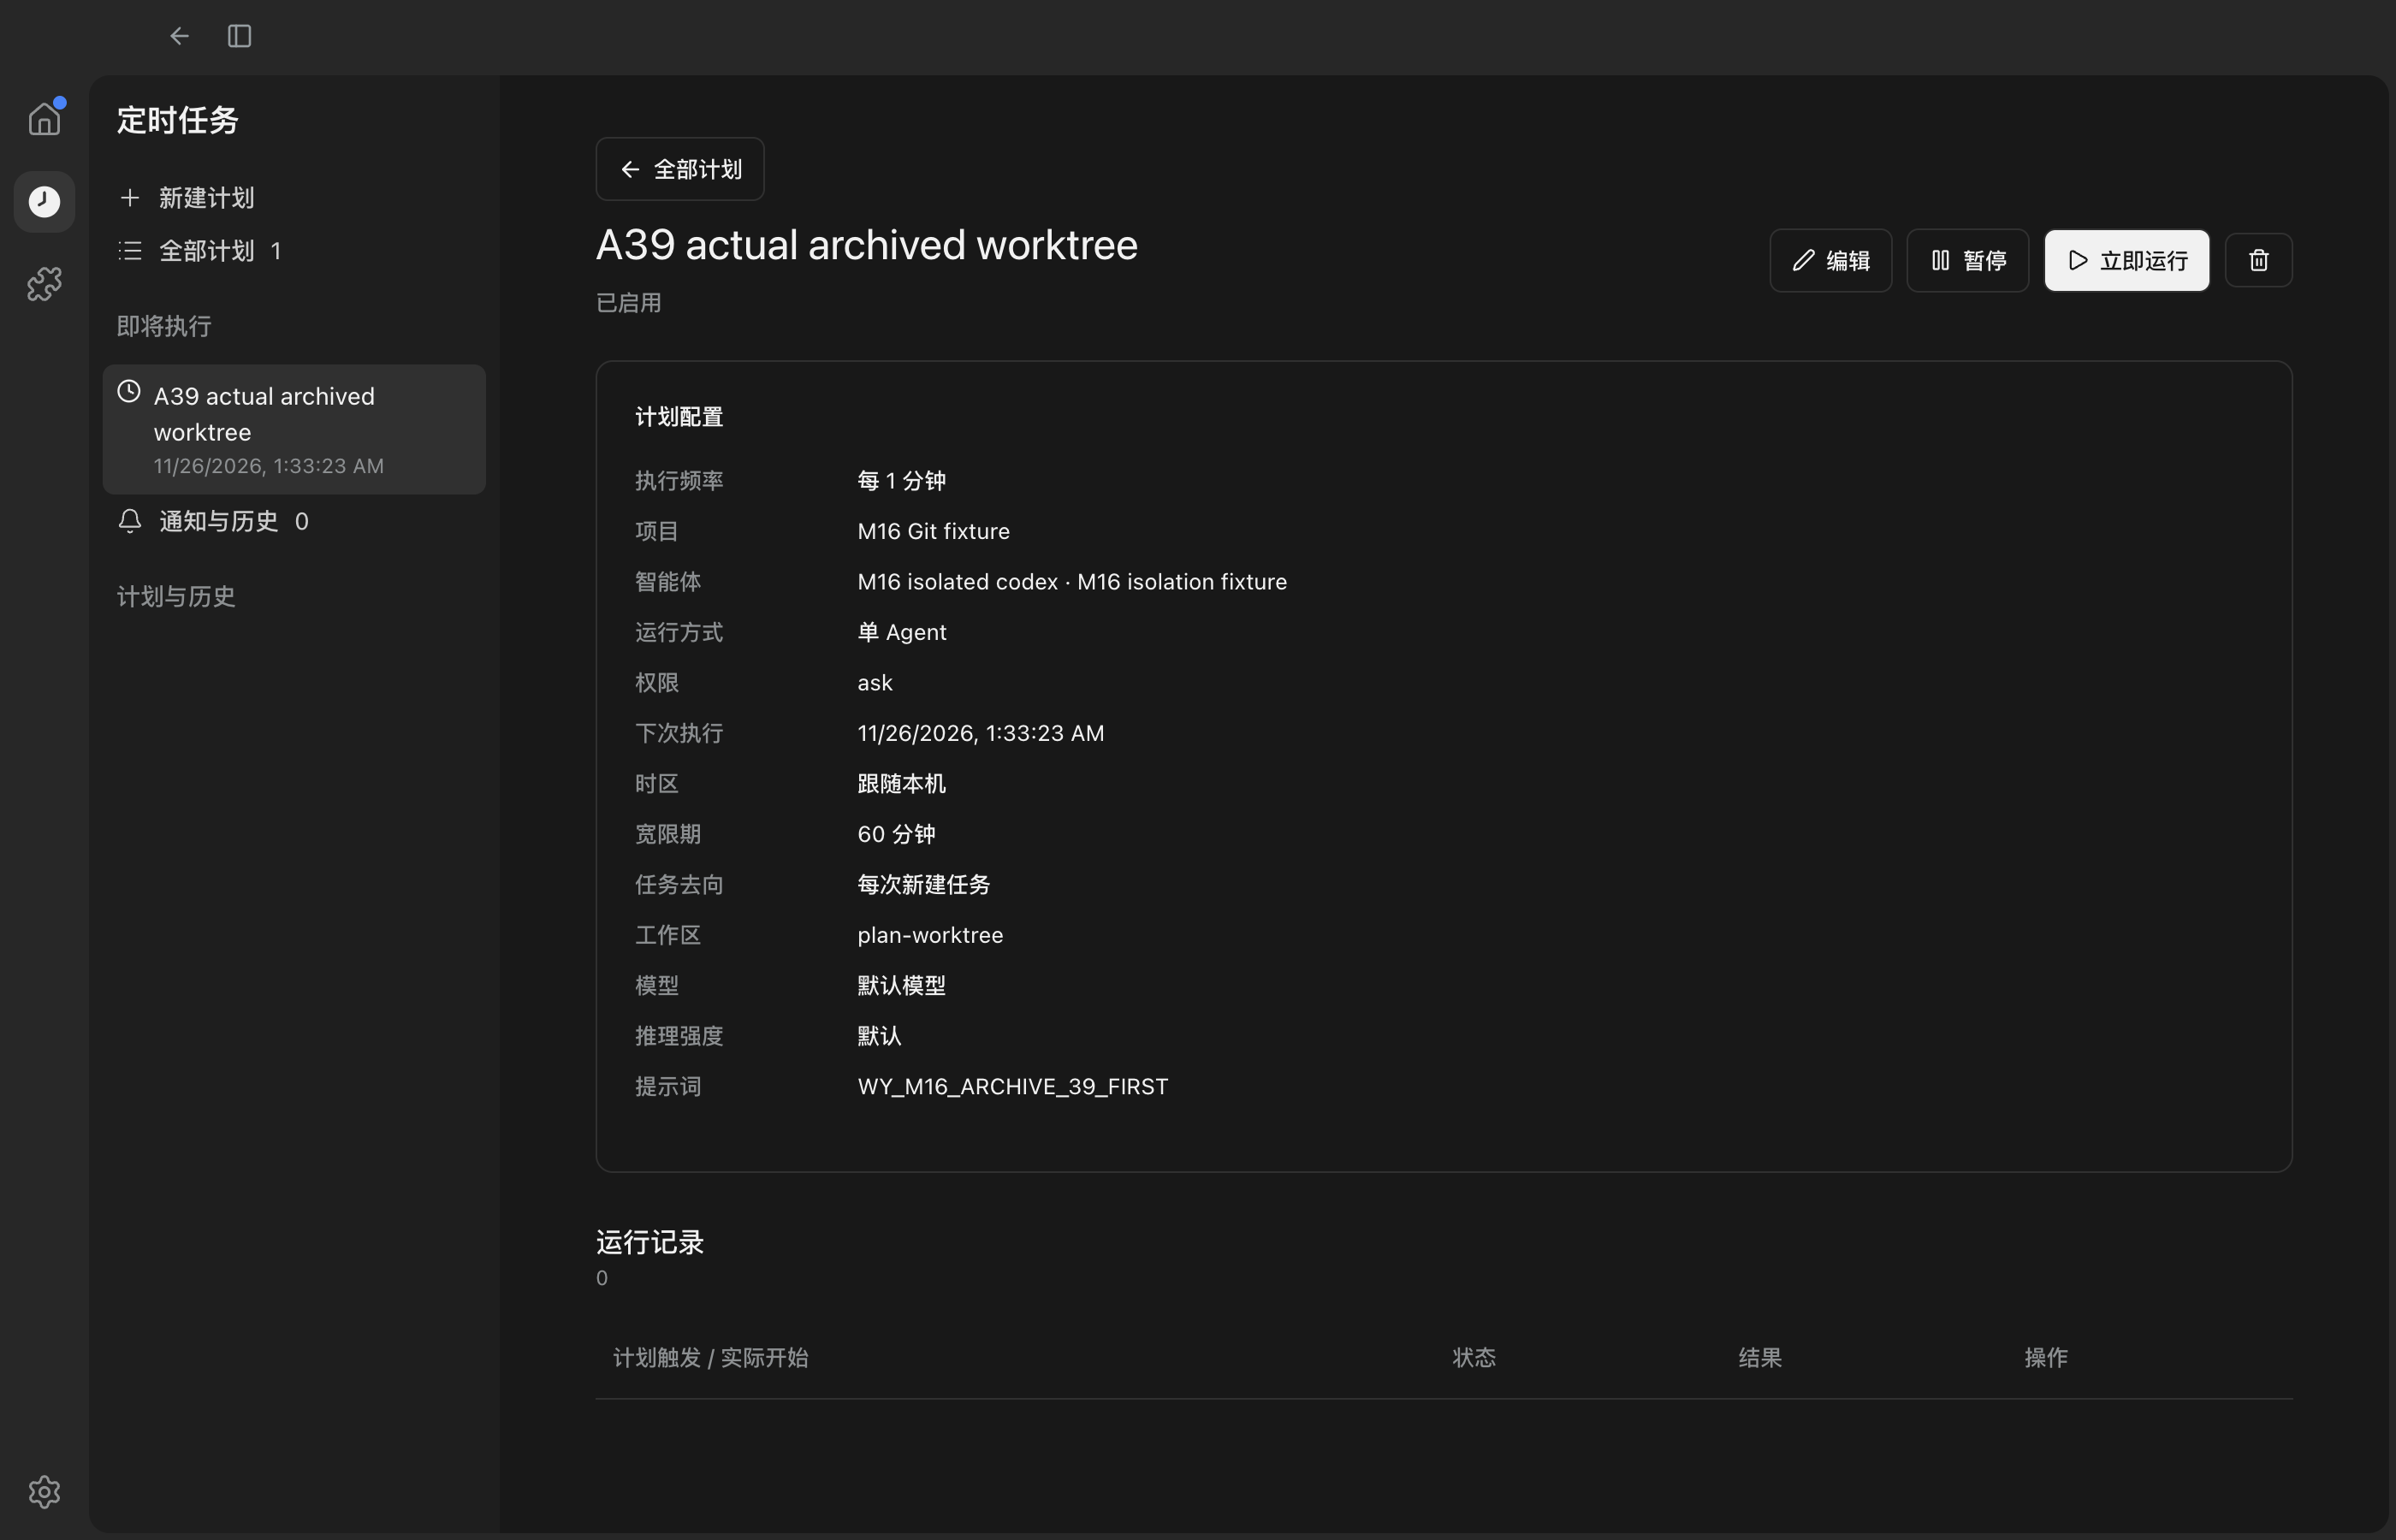 定时任务
新建计划
全部计划 1
即将执行
A39 actual archived
worktree
11/26/2026, 1:33:23 AM
通知与历史 0
计划与历史
全部计划
A39 actual archived worktree
已启用
编辑
暂停
立即运行
计划配置
执行频率 每 1 分钟
项目 M16 Git fixture
智能体 M16 isolated codex · M16 isolation fixture
运行方式 单 Agent
权限 ask
下次执行 11/26/2026, 1:33:23 AM
时区 跟随本机
宽限期 60 分钟
任务去向 每次新建任务
工作区 plan-worktree
模型 默认模型
推理强度 默认
提示词 WY_M16_ARCHIVE_39_FIRST
运行记录
0
计划触发 / 实际开始 状态 结果 操作